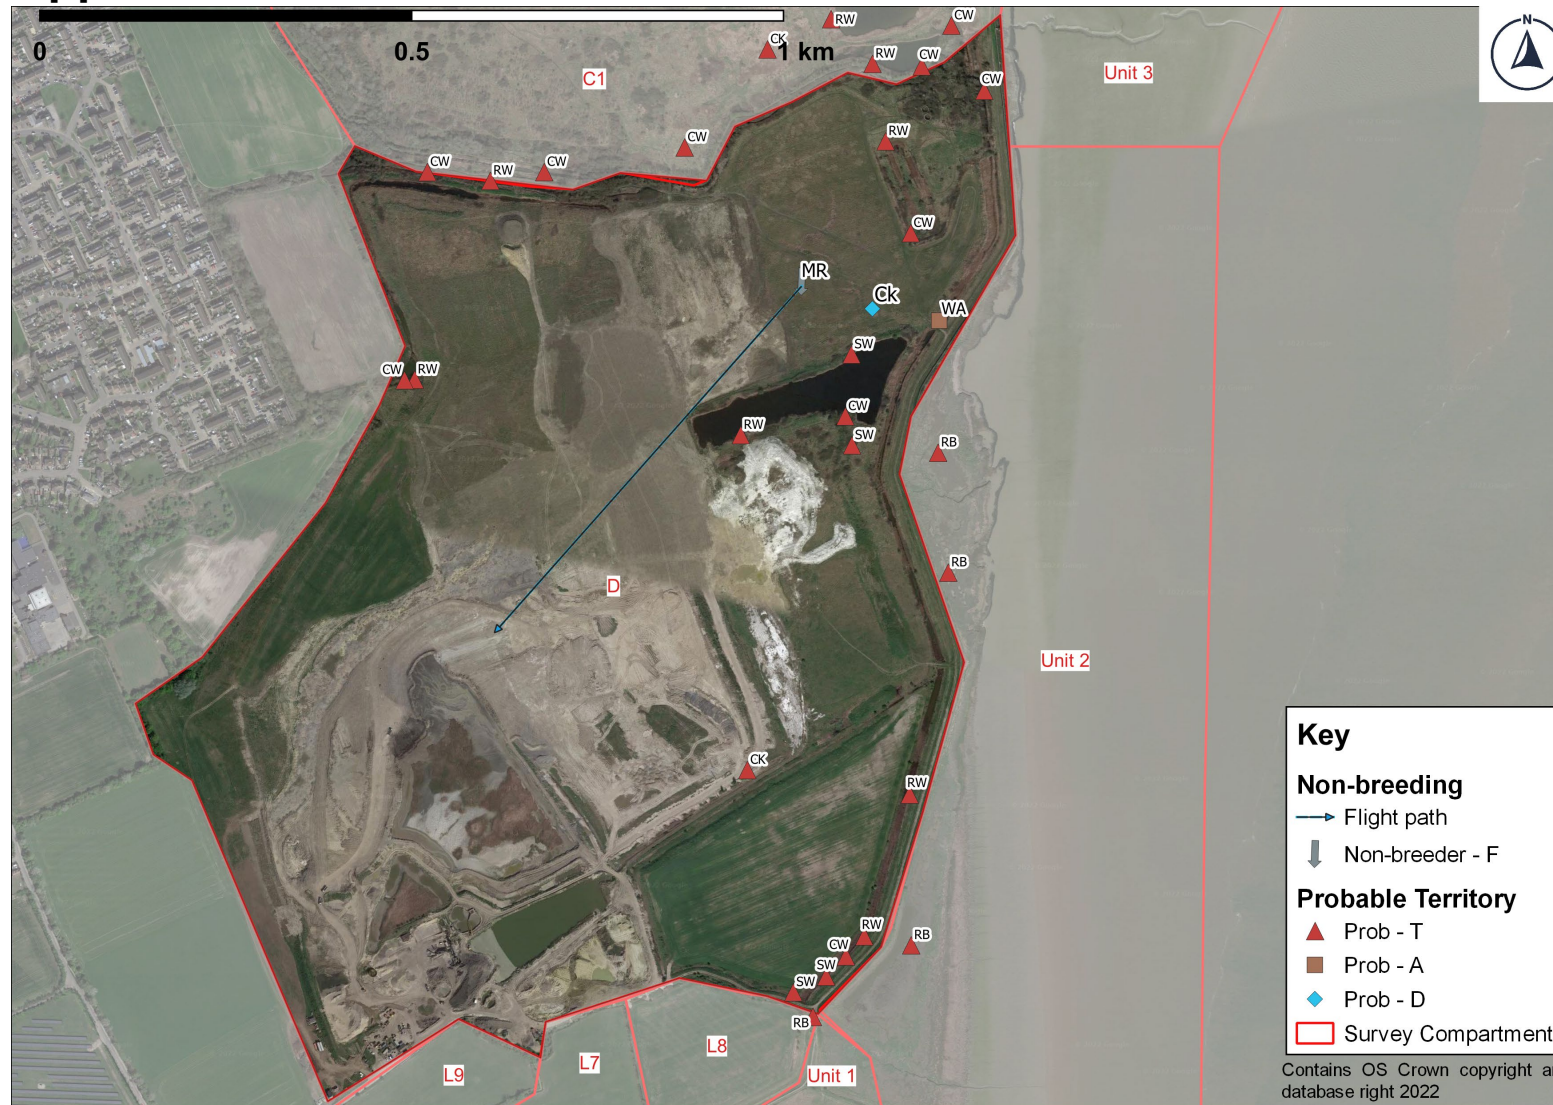 RW
CW
N
CK
0
0.5
1 km
RW
CW
C1
Unit 3
CW
RW
CW
CW
RW
CW
CW
MR
Ck
WA
SW
CW
RW
CW
RW
SW
RB
RB
D
Unit 2
CK
RW
RW
CW
RB
SW
SW
RB
L8
L7
L9
Unit 1
Key
Non-breeding
Flight path
Non-breeder - F
Probable Territory
Prob - T
Prob - A
Prob - D
Survey Compartment
Contains OS Crown copyright
database right 2022